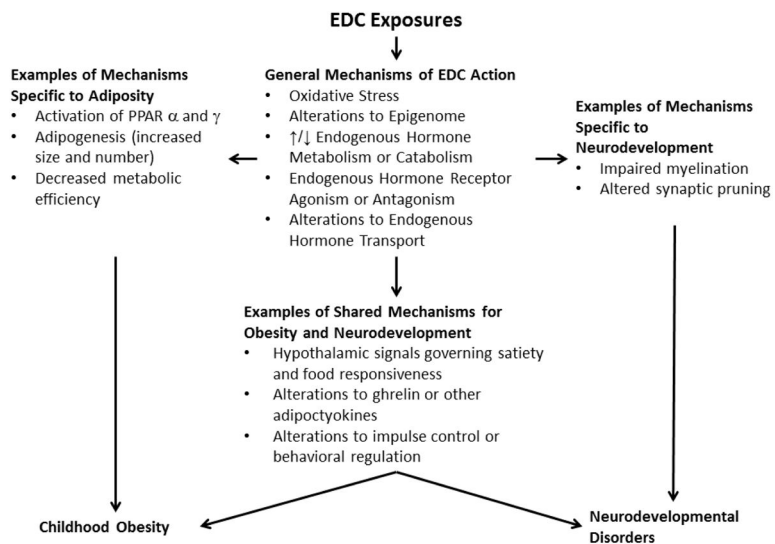 EDC Exposures
Examples of Mechanisms
Specific to Adiposity
• Activation of PPAR α and γ
• Adipogenesis (increased
size and number)
• Decreased metabolic
efficiency
General Mechanisms of EDC Action
• Oxidative Stress
• Alterations to Epigenome
• ↑/↓ Endogenous Hormone
Metabolism or Catabolism
• Endogenous Hormone Receptor
Agonism or Antagonism
• Alterations to Endogenous
Hormone Transport
Examples of Mechanisms
Specific to
Neurodevelopment
• Impaired myelination
• Altered synaptic pruning
Examples of Shared Mechanisms for
Obesity and Neurodevelopment
• Hypothalamic signals governing satiety
and food responsiveness
• Alterations to ghrelin or other
adipoctyokines
• Alterations to impulse control or
behavioral regulation
Childhood Obesity
Neurodevelopmental
Disorders